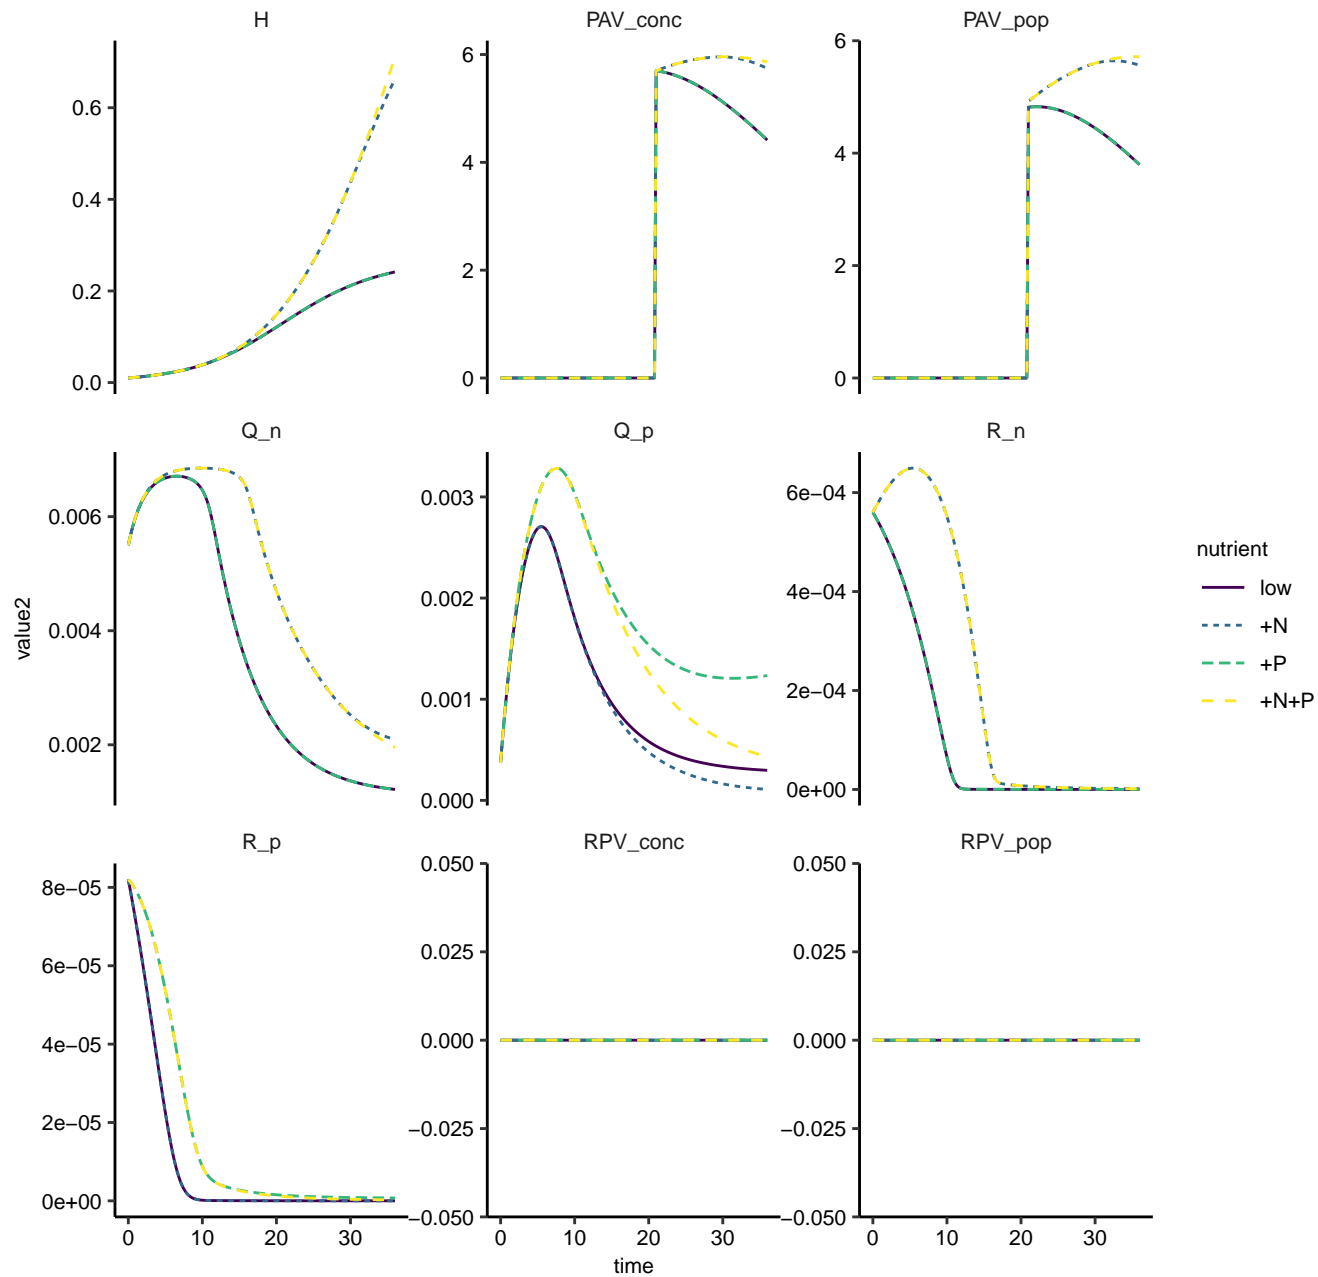 H
PAV_conc
PAV_pop
0.6
0.4
0.2
0.0
6
4
2
0
6
4
2
0
Q_n
Q_p
R_n
0.006
0.004
0.002
0.003
0.002
0.001
0.000
6e−04
4e−04
2e−04
0e+00
R_p
RPV_conc
RPV_pop
8e−05
6e−05
4e−05
2e−05
0e+00
0.050
0.025
0.000
−0.025
−0.050
0.050
0.025
0.000
−0.025
−0.050
0 10 20 30
0 10 20 30
0 10 20 30
time
value2
nutrient
low
+N
+P
+N+P